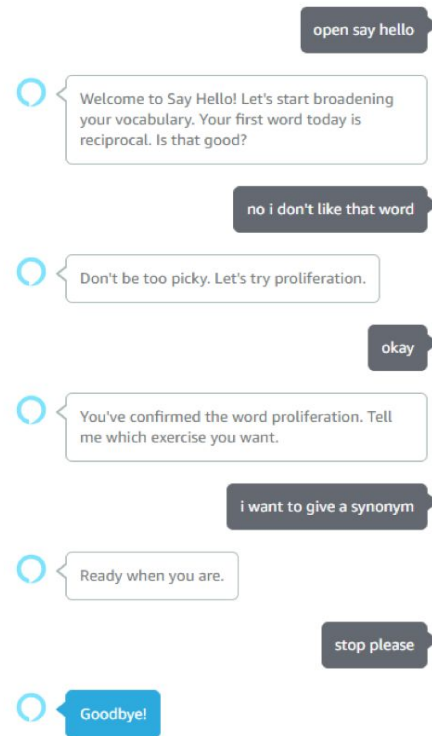 open say hello
Welcome to Say Hello! Let's start broadening
your vocabulary. Your first word today is
reciprocal. Is that good?
no i don't like that word
Don't be too picky. Let's try proliferation.
okay
You've confirmed the word proliferation. Tell
me which exercise you want.
i want to give a synonym
Ready when you are.
stop please
Goodbye!